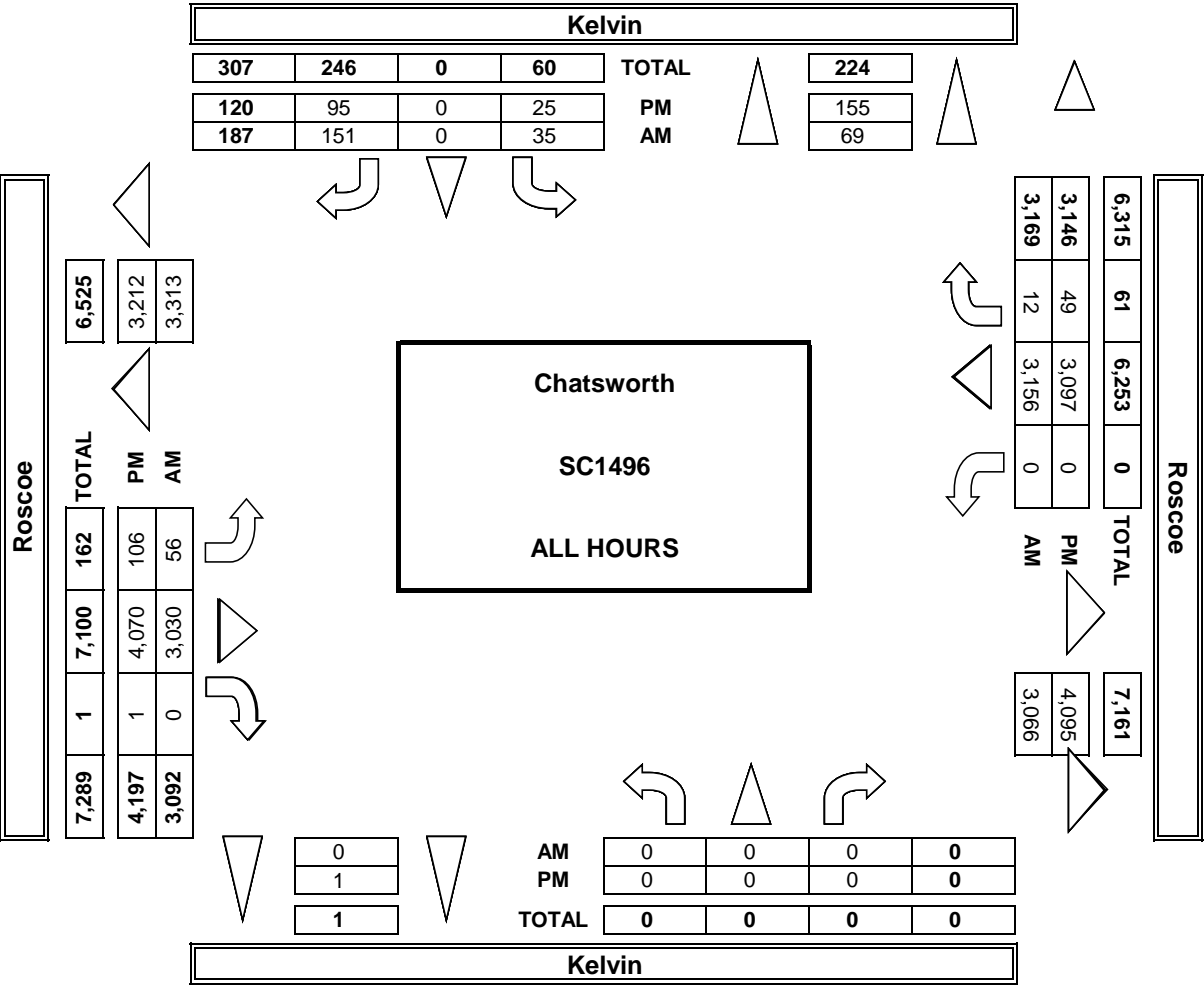 Kelvin
307 246 0 60 TOTAL 224
120 95 0 25 PM 155
187 151 0 35 AM 69
Roscoe
6,525
3,212
3,313
TOTAL 162 7,100 1 7,289
PM 106 4,070 1 4,197
AM 56 3,030 0 3,092
Chatsworth
SC1496
ALL HOURS
6,315 61 6,253 0 TOTAL
3,146 49 3,097 0 PM
3,169 12 3,156 0 AM
7,161
4,095
3,066
Roscoe
0 AM 0 0 0 0
1 PM 0 0 0 0
1 TOTAL 0 0 0 0
Kelvin